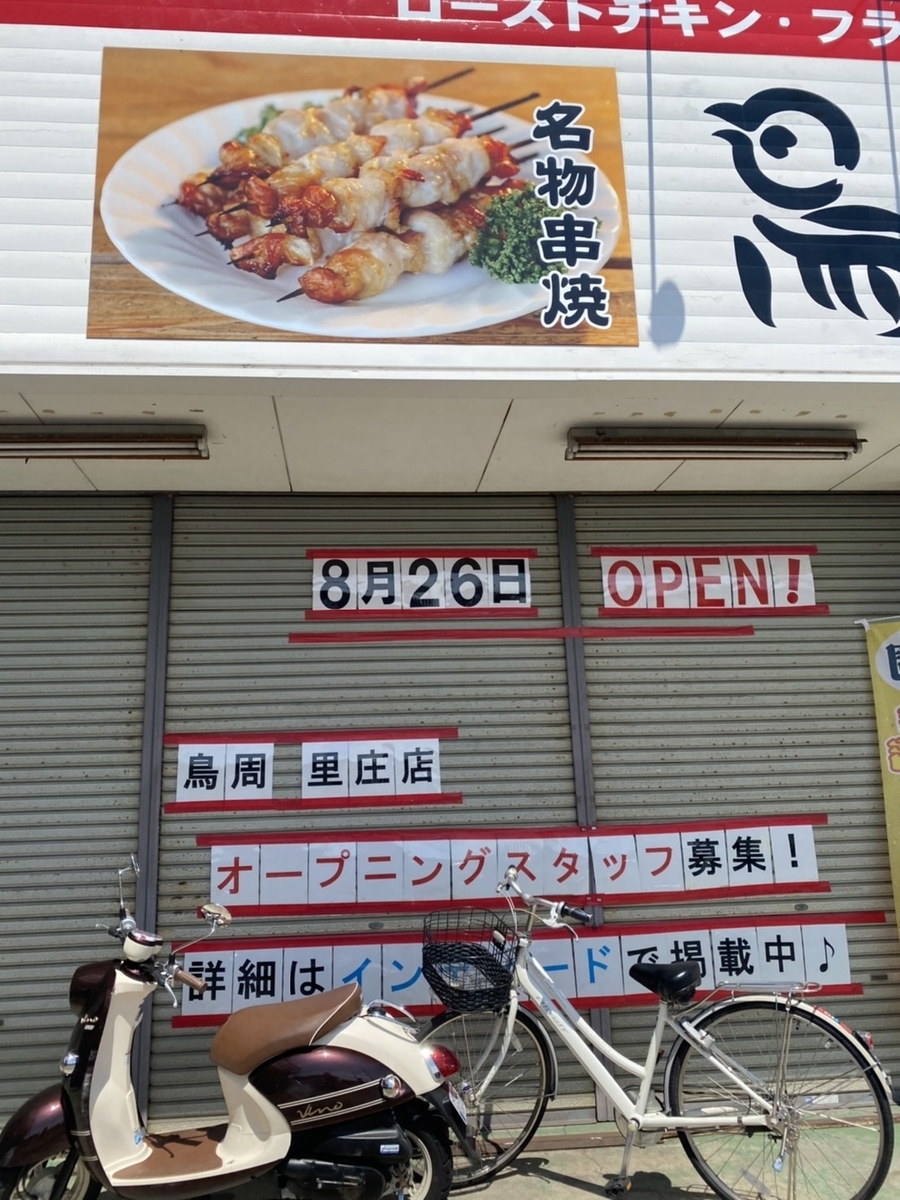 ローストチキン・フラ
名物串焼
8月26日 OPEN!
鳥周 里庄店
オープニングスタッフ募集!
詳細はイン ードで掲載中♪
Vino